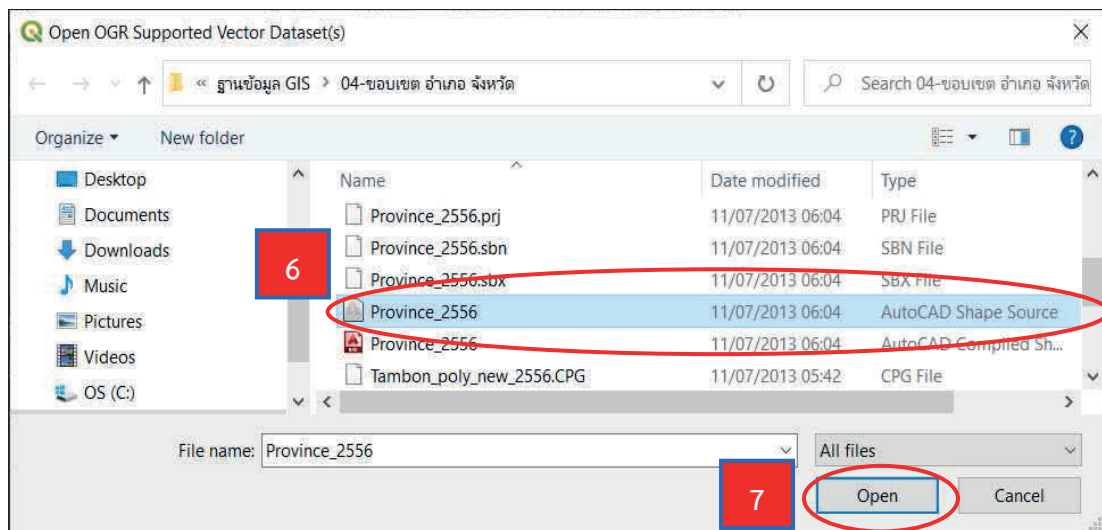 Open OGR Supported Vector Dataset(s)
« ฐานข้อมูล GIS > 04-ขอบเขต อำเภอ จังหวัด
Search 04-ขอบเขต อำเภอ จังหวัด
Organize New folder
Desktop
Documents
Downloads
Music
Pictures
Videos
OS (C:)
Name Date modified Type
Province_2556.prj 11/07/2013 06:04 PRJ File
Province_2556.sbn 11/07/2013 06:04 SBN File
Province_2556.sbx 11/07/2013 06:04 SBX File
Province_2556 11/07/2013 06:04 AutoCAD Shape Source
Province_2556 11/07/2013 06:04 AutoCAD Compiled Sh...
Tambon_poly_new_2556.CPG 11/07/2013 05:42 CPG File
6
File name: Province_2556 All files
7
Open Cancel